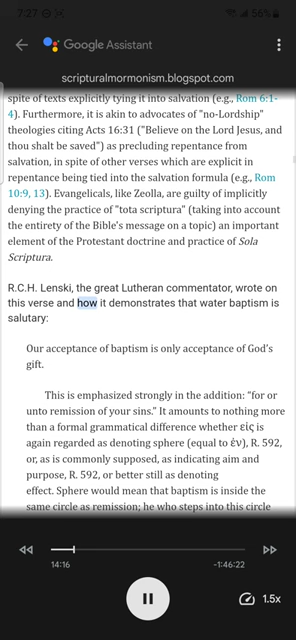 7:27
56%
Google Assistant
scripturalmormonism.blogspot.com
spite of texts explicitly tying it into salvation (e.g., Rom 6:1-
4). Furthermore, it is akin to advocates of "no-Lordship"
theologies citing Acts 16:31 ("Believe on the Lord Jesus, and
thou shalt be saved") as precluding repentance from
salvation, in spite of other verses which are explicit in
repentance being tied into the salvation formula (e.g., Rom
10:9, 13). Evangelicals, like Zeolla, are guilty of implicitly
denying the practice of "tota scriptura" (taking into account
the entirety of the Bible's message on a topic) an important
element of the Protestant doctrine and practice of Sola
Scriptura.
R.C.H. Lenski, the great Lutheran commentator, wrote on
this verse and how it demonstrates that water baptism is
salutary:
Our acceptance of baptism is only acceptance of God's
gift.
This is emphasized strongly in the addition: "for or
unto remission of your sins." It amounts to nothing more
than a formal grammatical difference whether εἰς is
again regarded as denoting sphere (equal to ἐν), R. 592,
or, as is commonly supposed, as indicating aim and
purpose, R. 592, or better still as denoting
effect. Sphere would mean that baptism is inside the
same circle as remission; he who steps into this circle
14:16
-1:46:22
1.5x